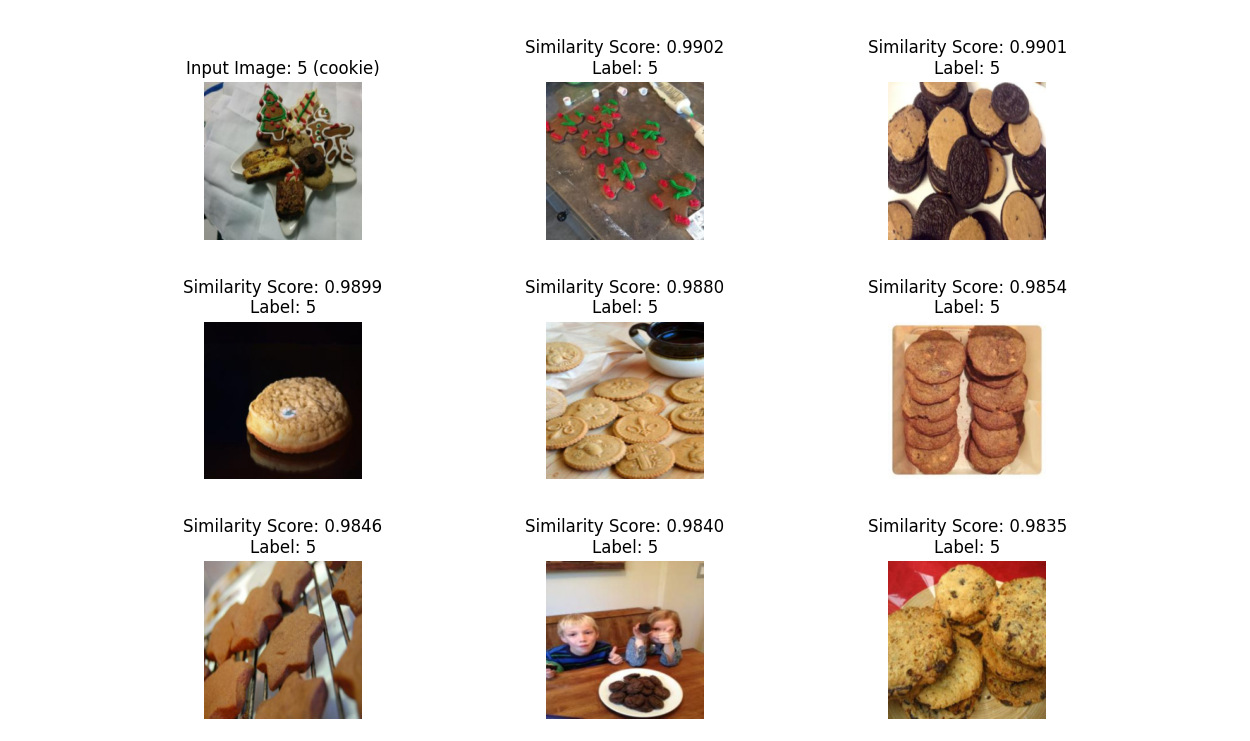 Input Image: 5 (cookie)
Similarity Score: 0.9902
Label: 5
Similarity Score: 0.9901
Label: 5
Similarity Score: 0.9899
Label: 5
Similarity Score: 0.9880
Label: 5
Similarity Score: 0.9854
Label: 5
Similarity Score: 0.9846
Label: 5
Similarity Score: 0.9840
Label: 5
Similarity Score: 0.9835
Label: 5